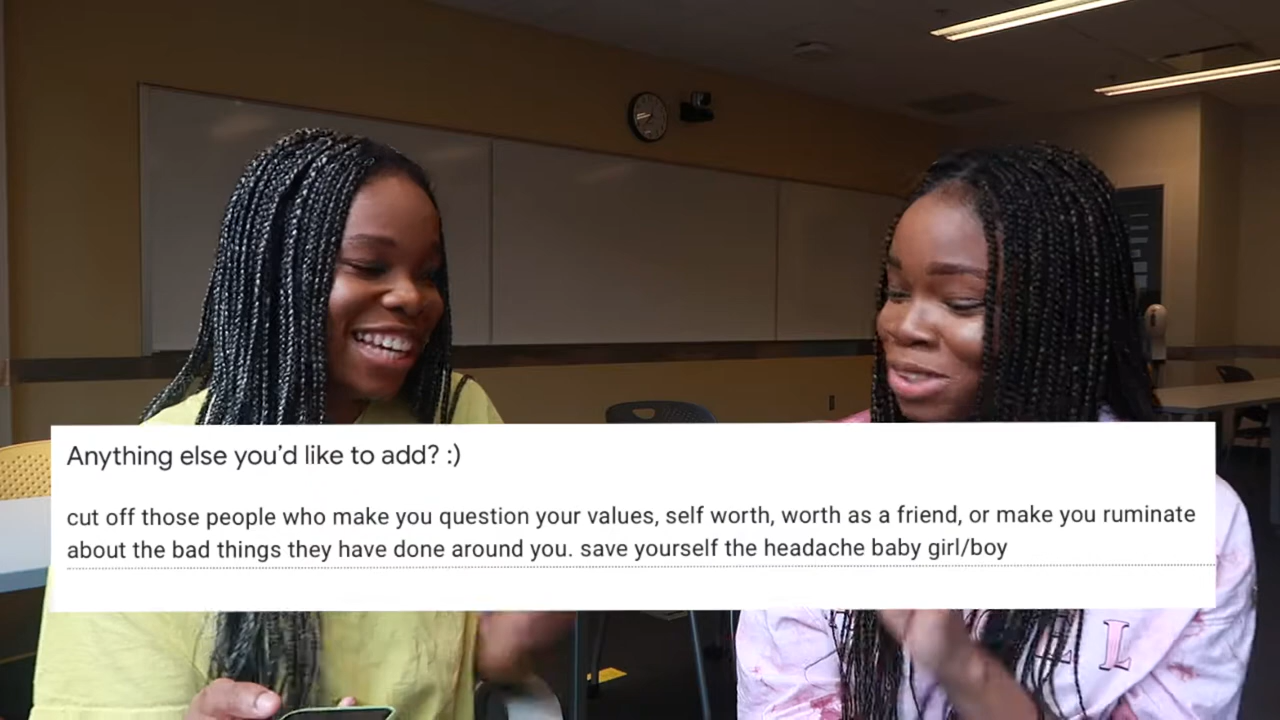 Anything else you'd like to add? :)
cut off those people who make you question your values, self worth, worth as a friend, or make you ruminate
about the bad things they have done around you. save yourself the headache baby girl/boy